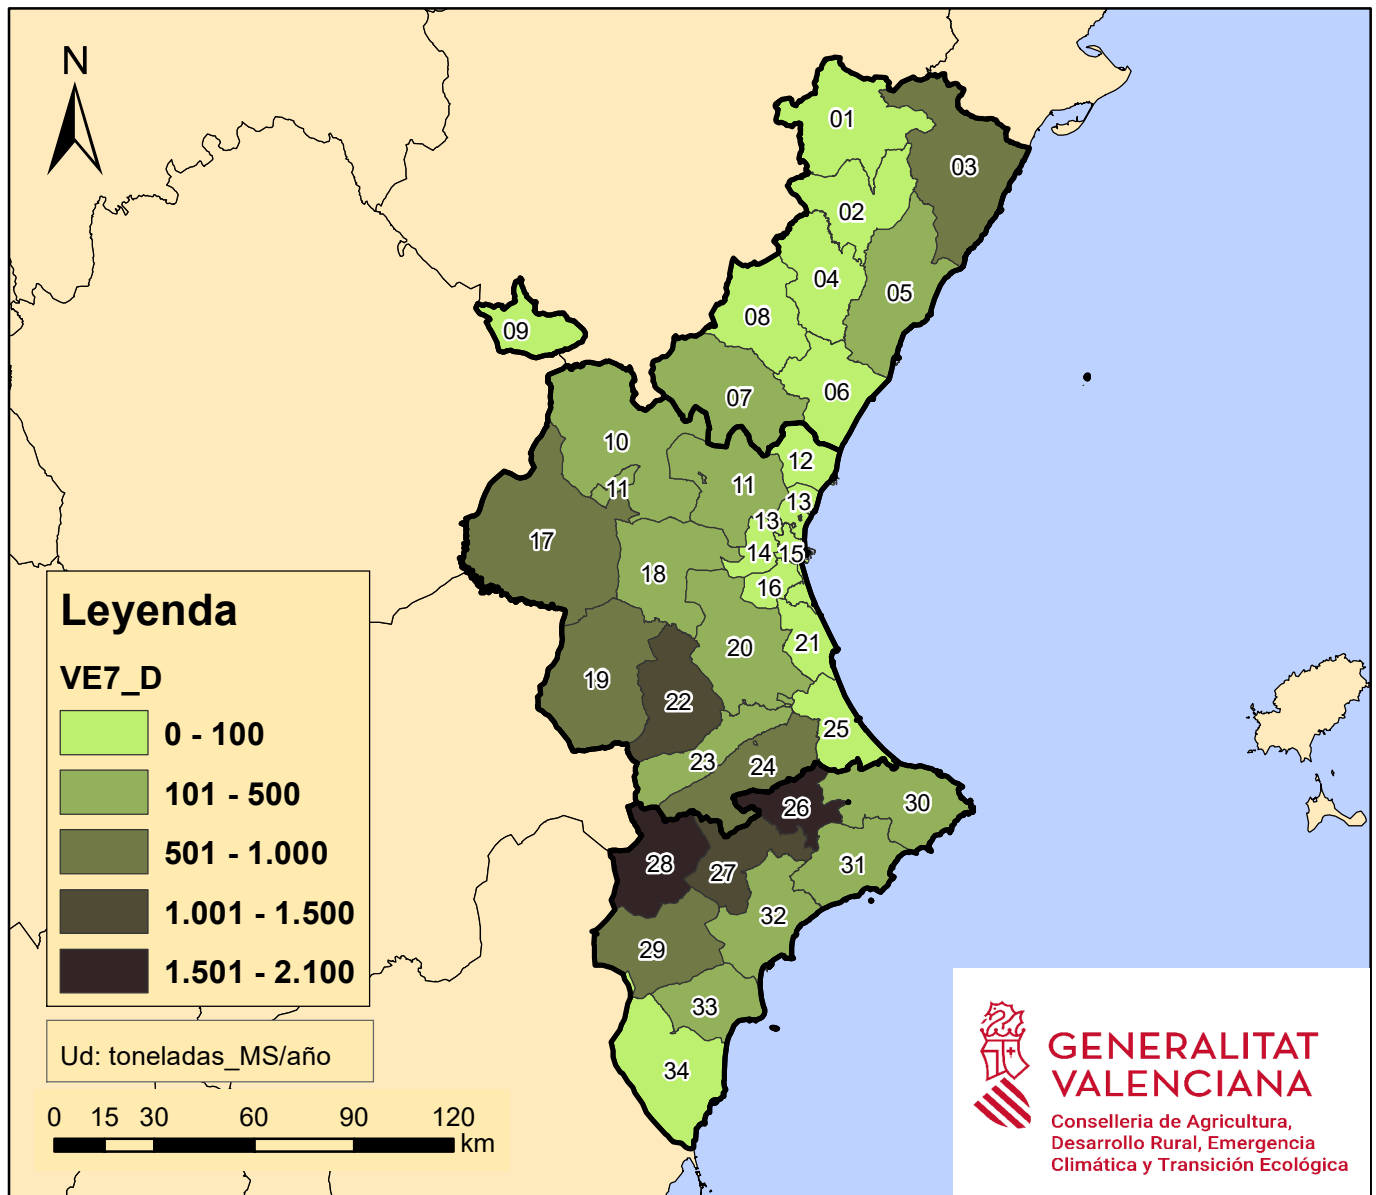 N
01
03
02
04
05
08
09
06
07
10
12
11
11
13
13
17
14
15
18
16
21
20
19
22
25
23
24
26
30
28
27
31
32
29
33
34
Leyenda
VE7_D
0 - 100
101 - 500
501 - 1.000
1.001 - 1.500
1.501 - 2.100
Ud: toneladas_MS/año
0 15 30 60 90 120
km
GENERALITAT
VALENCIANA
Conselleria de Agricultura,
Desarrollo Rural, Emergencia
Climática y Transición Ecológica